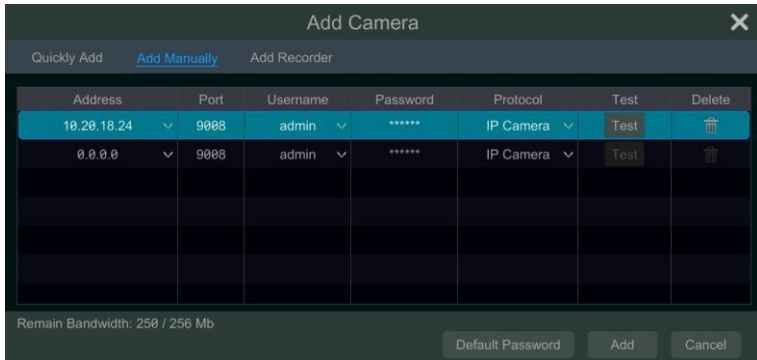 Add Camera
Quickly Add Add Manually Add Recorder
Address Port Username Password Protocol Test Delete
10.20.18.24 9008 admin ****** IP Camera Test
0.0.0.0 9008 admin ****** IP Camera Test
Remain Bandwidth: 250 / 256 Mb
Default Password Add Cancel